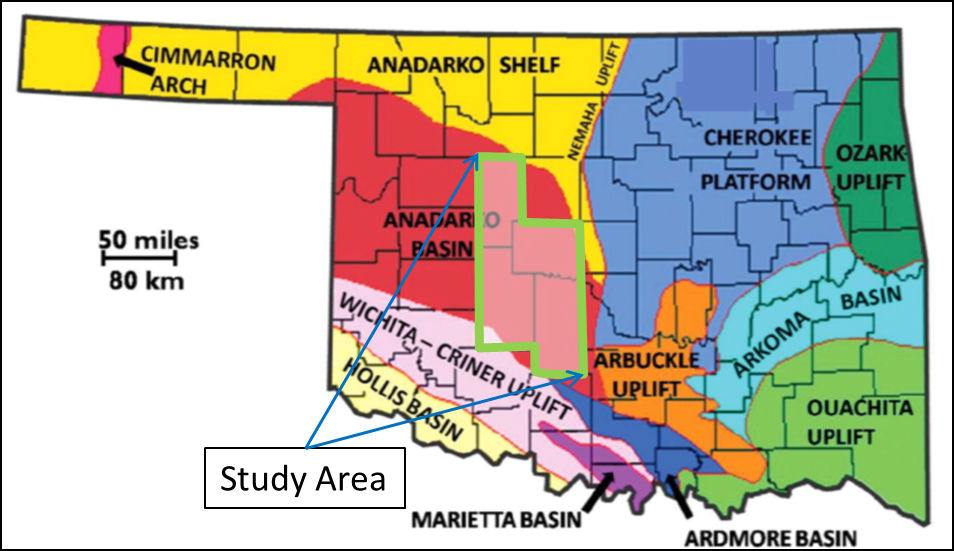 CIMMARRON
ARCH
ANADARKO SHELF
NEMAHA UPLIFT
CHEROKEE
PLATFORM
OZARK
UPLIFT
ANADARKO
BASIN
50 miles
80 km
WICHITA – CRINER UPLIFT
HOLLIS BASIN
ARBUCKLE
UPLIFT
ARKOMA BASIN
OUACHITA
UPLIFT
Study Area
MARIETTA BASIN
ARDMORE BASIN